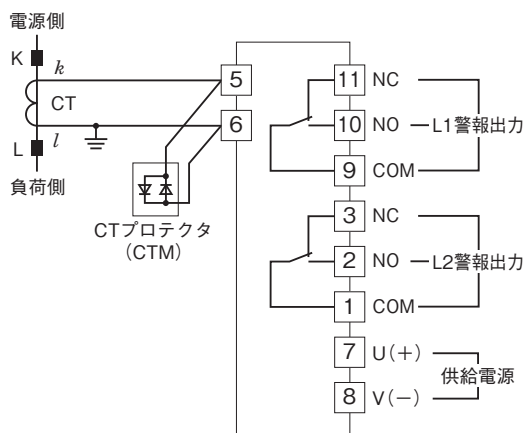 電源側
K
k
CT
L
l
負荷側
CTプロテクタ
(CTM)
5
6
11 NC
10 NO L1警報出力
9 COM
3 NC
2 NO L2警報出力
1 COM
7 U(+)
供給電源
8 V(−)